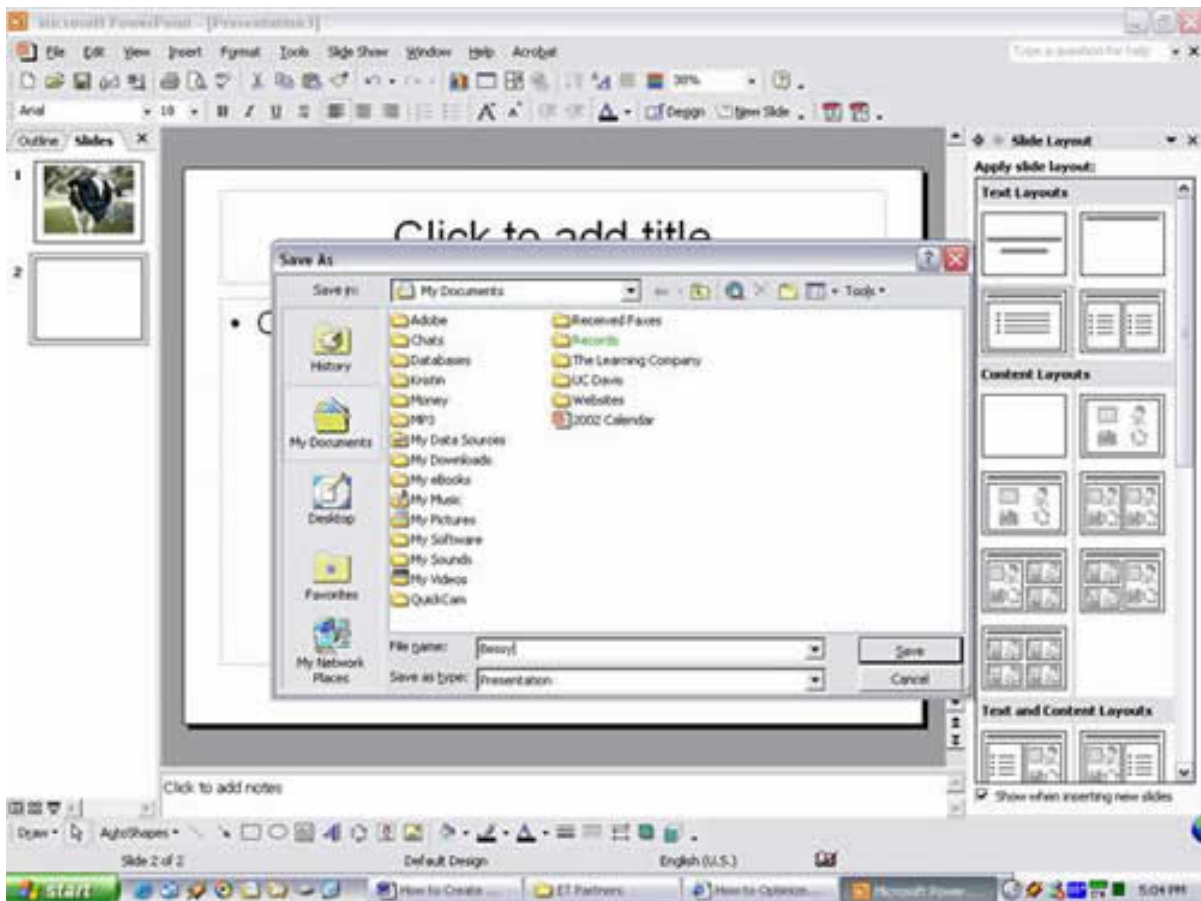 Microsoft PowerPoint - [Presentation3]
File Edit View Insert Format Tools Slide Show Window Help Acrobat
Type a question for help
38%
Arial 18 Design New Slide
Outline Slides
Slide Layout
Apply slide layout:
Text Layouts
1
2
Click to add title
Save As
Save in: My Documents Tools
History
My Documents
Desktop
Favorites
My Network Places
Adobe
Chats
Databases
Kristin
Money
MP3
My Data Sources
My Downloads
My eBooks
My Music
My Pictures
My Software
My Sounds
My Videos
QuickCam
Received Faxes
Records
The Learning Company
UC Davis
Websites
2002 Calendar
File name: Bessy
Save as type: Presentation
Save
Cancel
Content Layouts
Text and Content Layouts
Show when inserting new slides
Click to add notes
Draw AutoShapes
Slide 2 of 2 Default Design English (U.S.)
start How to Create ... ET Partners How to Optimize... Microsoft Power... 5:04 PM